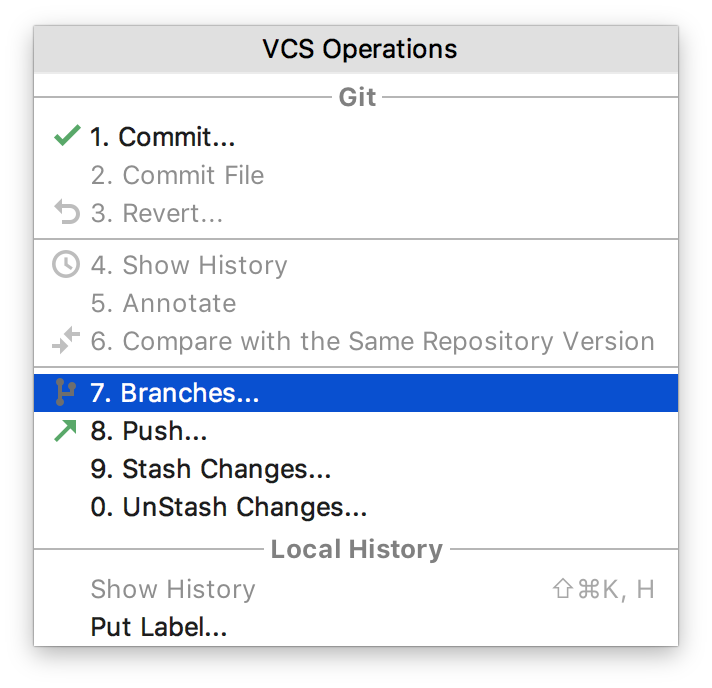 VCS Operations
Git
1. Commit...
2. Commit File
3. Revert...
4. Show History
5. Annotate
6. Compare with the Same Repository Version
7. Branches...
8. Push...
9. Stash Changes...
0. UnStash Changes...
Local History
Show History ⇧⌘K, H
Put Label...